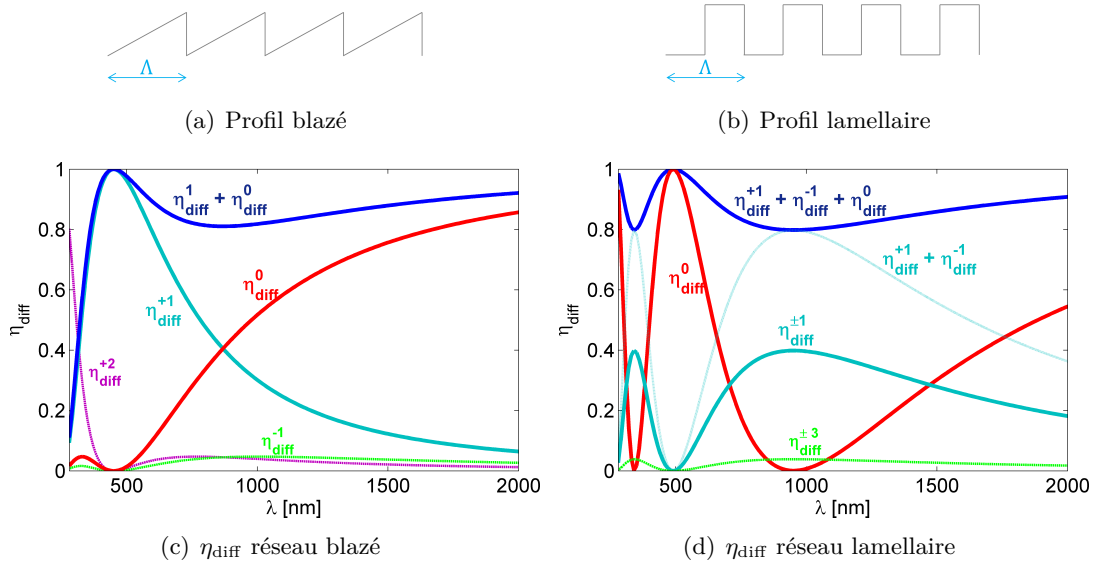 Λ
Λ
(a) Profil blazé
(b) Profil lamellaire
η_diff
1
0.8
0.6
0.4
0.2
0
η^1_diff + η^0_diff
η^0_diff
η^+1_diff
η^+2_diff
η^-1_diff
500 1000 1500 2000
λ [nm]
η_diff
1
0.8
0.6
0.4
0.2
0
η^+1_diff + η^-1_diff + η^0_diff
η^+1_diff + η^-1_diff
η^0_diff
η^±1_diff
η^±3_diff
500 1000 1500 2000
λ [nm]
(c) η_diff réseau blazé
(d) η_diff réseau lamellaire